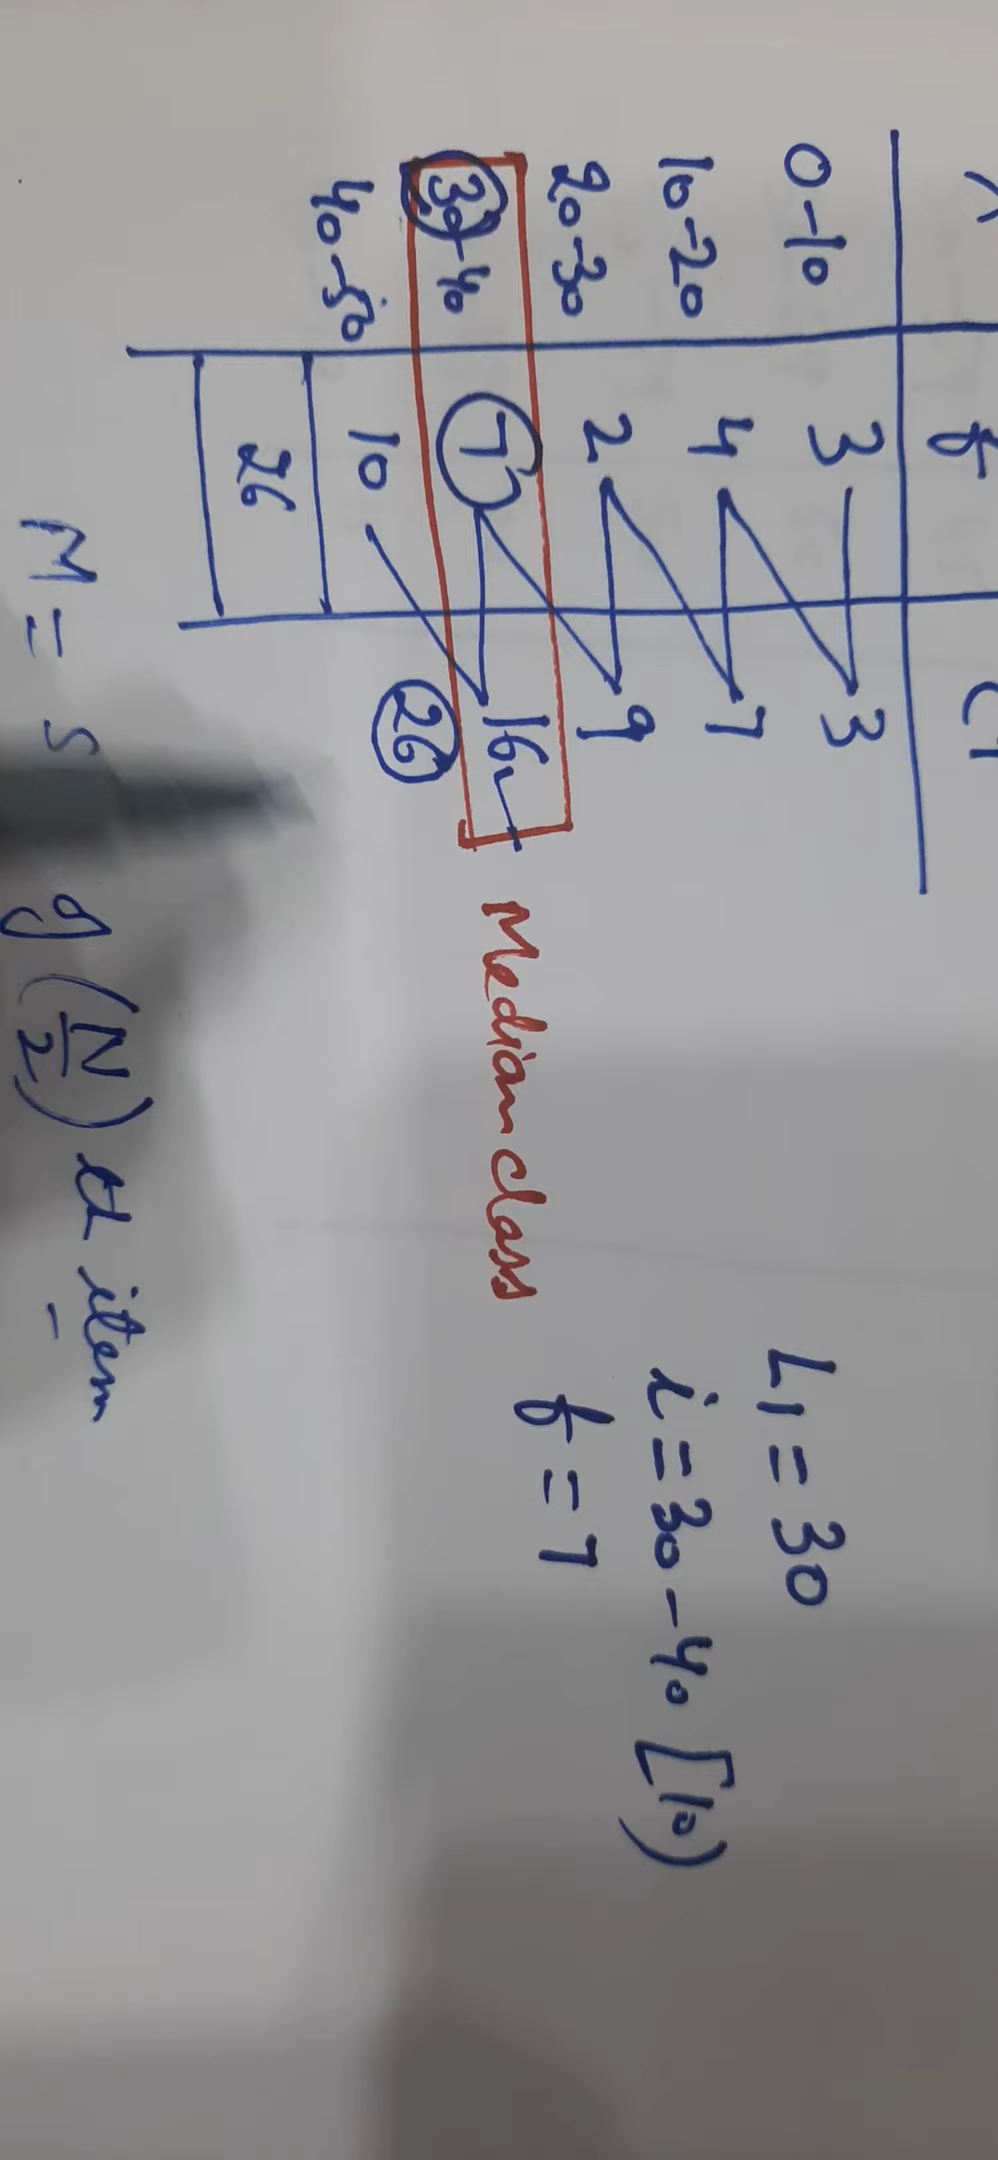 f
0-10 3 3
10-20 4 7
20-30 2 9
30-40 7 16
40-50 10 26
26
Median class
L1 = 30
i = 30-40 [10)
f = 7
M = S g (N/2) th item